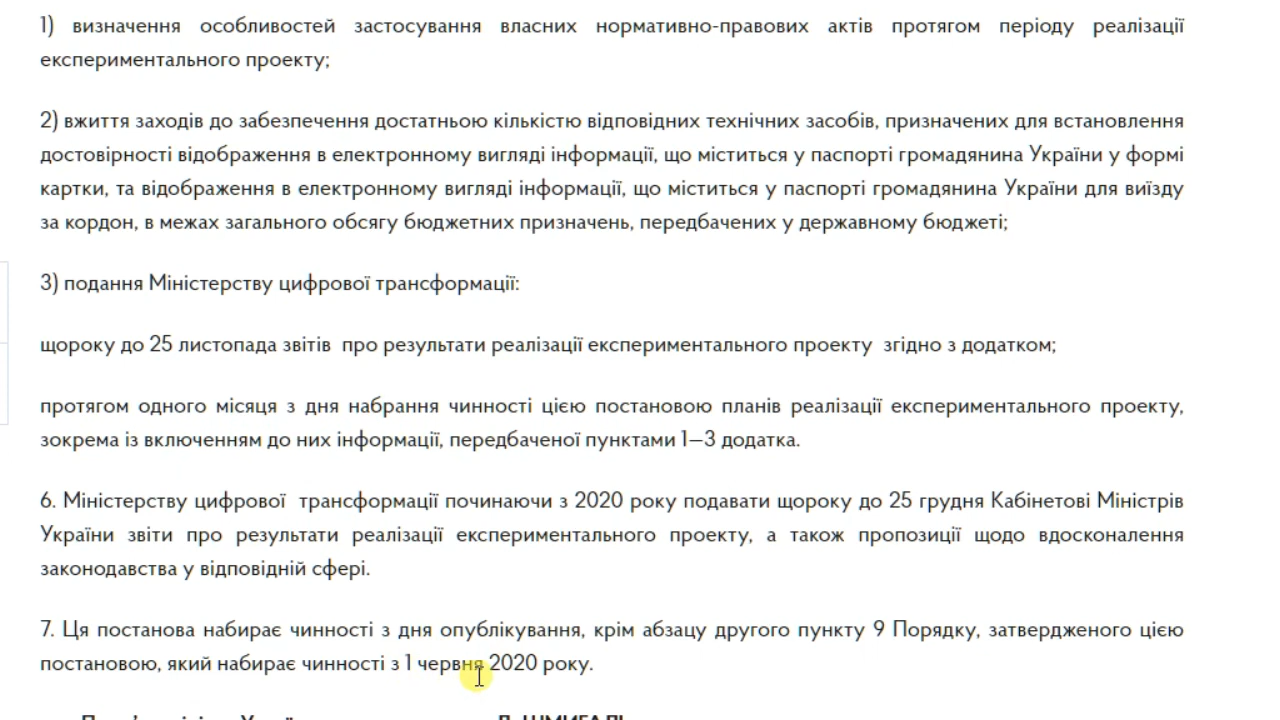 1) визначення особливостей застосування власних нормативно-правових актів протягом періоду реалізації
експериментального проекту;
2) вжиття заходів до забезпечення достатньою кількістю відповідних технічних засобів, призначених для встановлення
достовірності відображення в електронному вигляді інформації, що міститься у паспорті громадянина України у формі
картки, та відображення в електронному вигляді інформації, що міститься у паспорті громадянина України для виїзду
за кордон, в межах загального обсягу бюджетних призначень, передбачених у державному бюджеті;
3) подання Міністерству цифрової трансформації:
щороку до 25 листопада звітів про результати реалізації експериментального проекту згідно з додатком;
протягом одного місяця з дня набрання чинності цією постановою планів реалізації експериментального проекту,
зокрема із включенням до них інформації, передбаченої пунктами 1—3 додатка.
6. Міністерству цифрової трансформації починаючи з 2020 року подавати щороку до 25 грудня Кабінетові Міністрів
України звіти про результати реалізації експериментального проекту, а також пропозиції щодо вдосконалення
законодавства у відповідній сфері.
7. Ця постанова набирає чинності з дня опублікування, крім абзацу другого пункту 9 Порядку, затвердженого цією
постановою, який набирає чинності з 1 червня 2020 року.